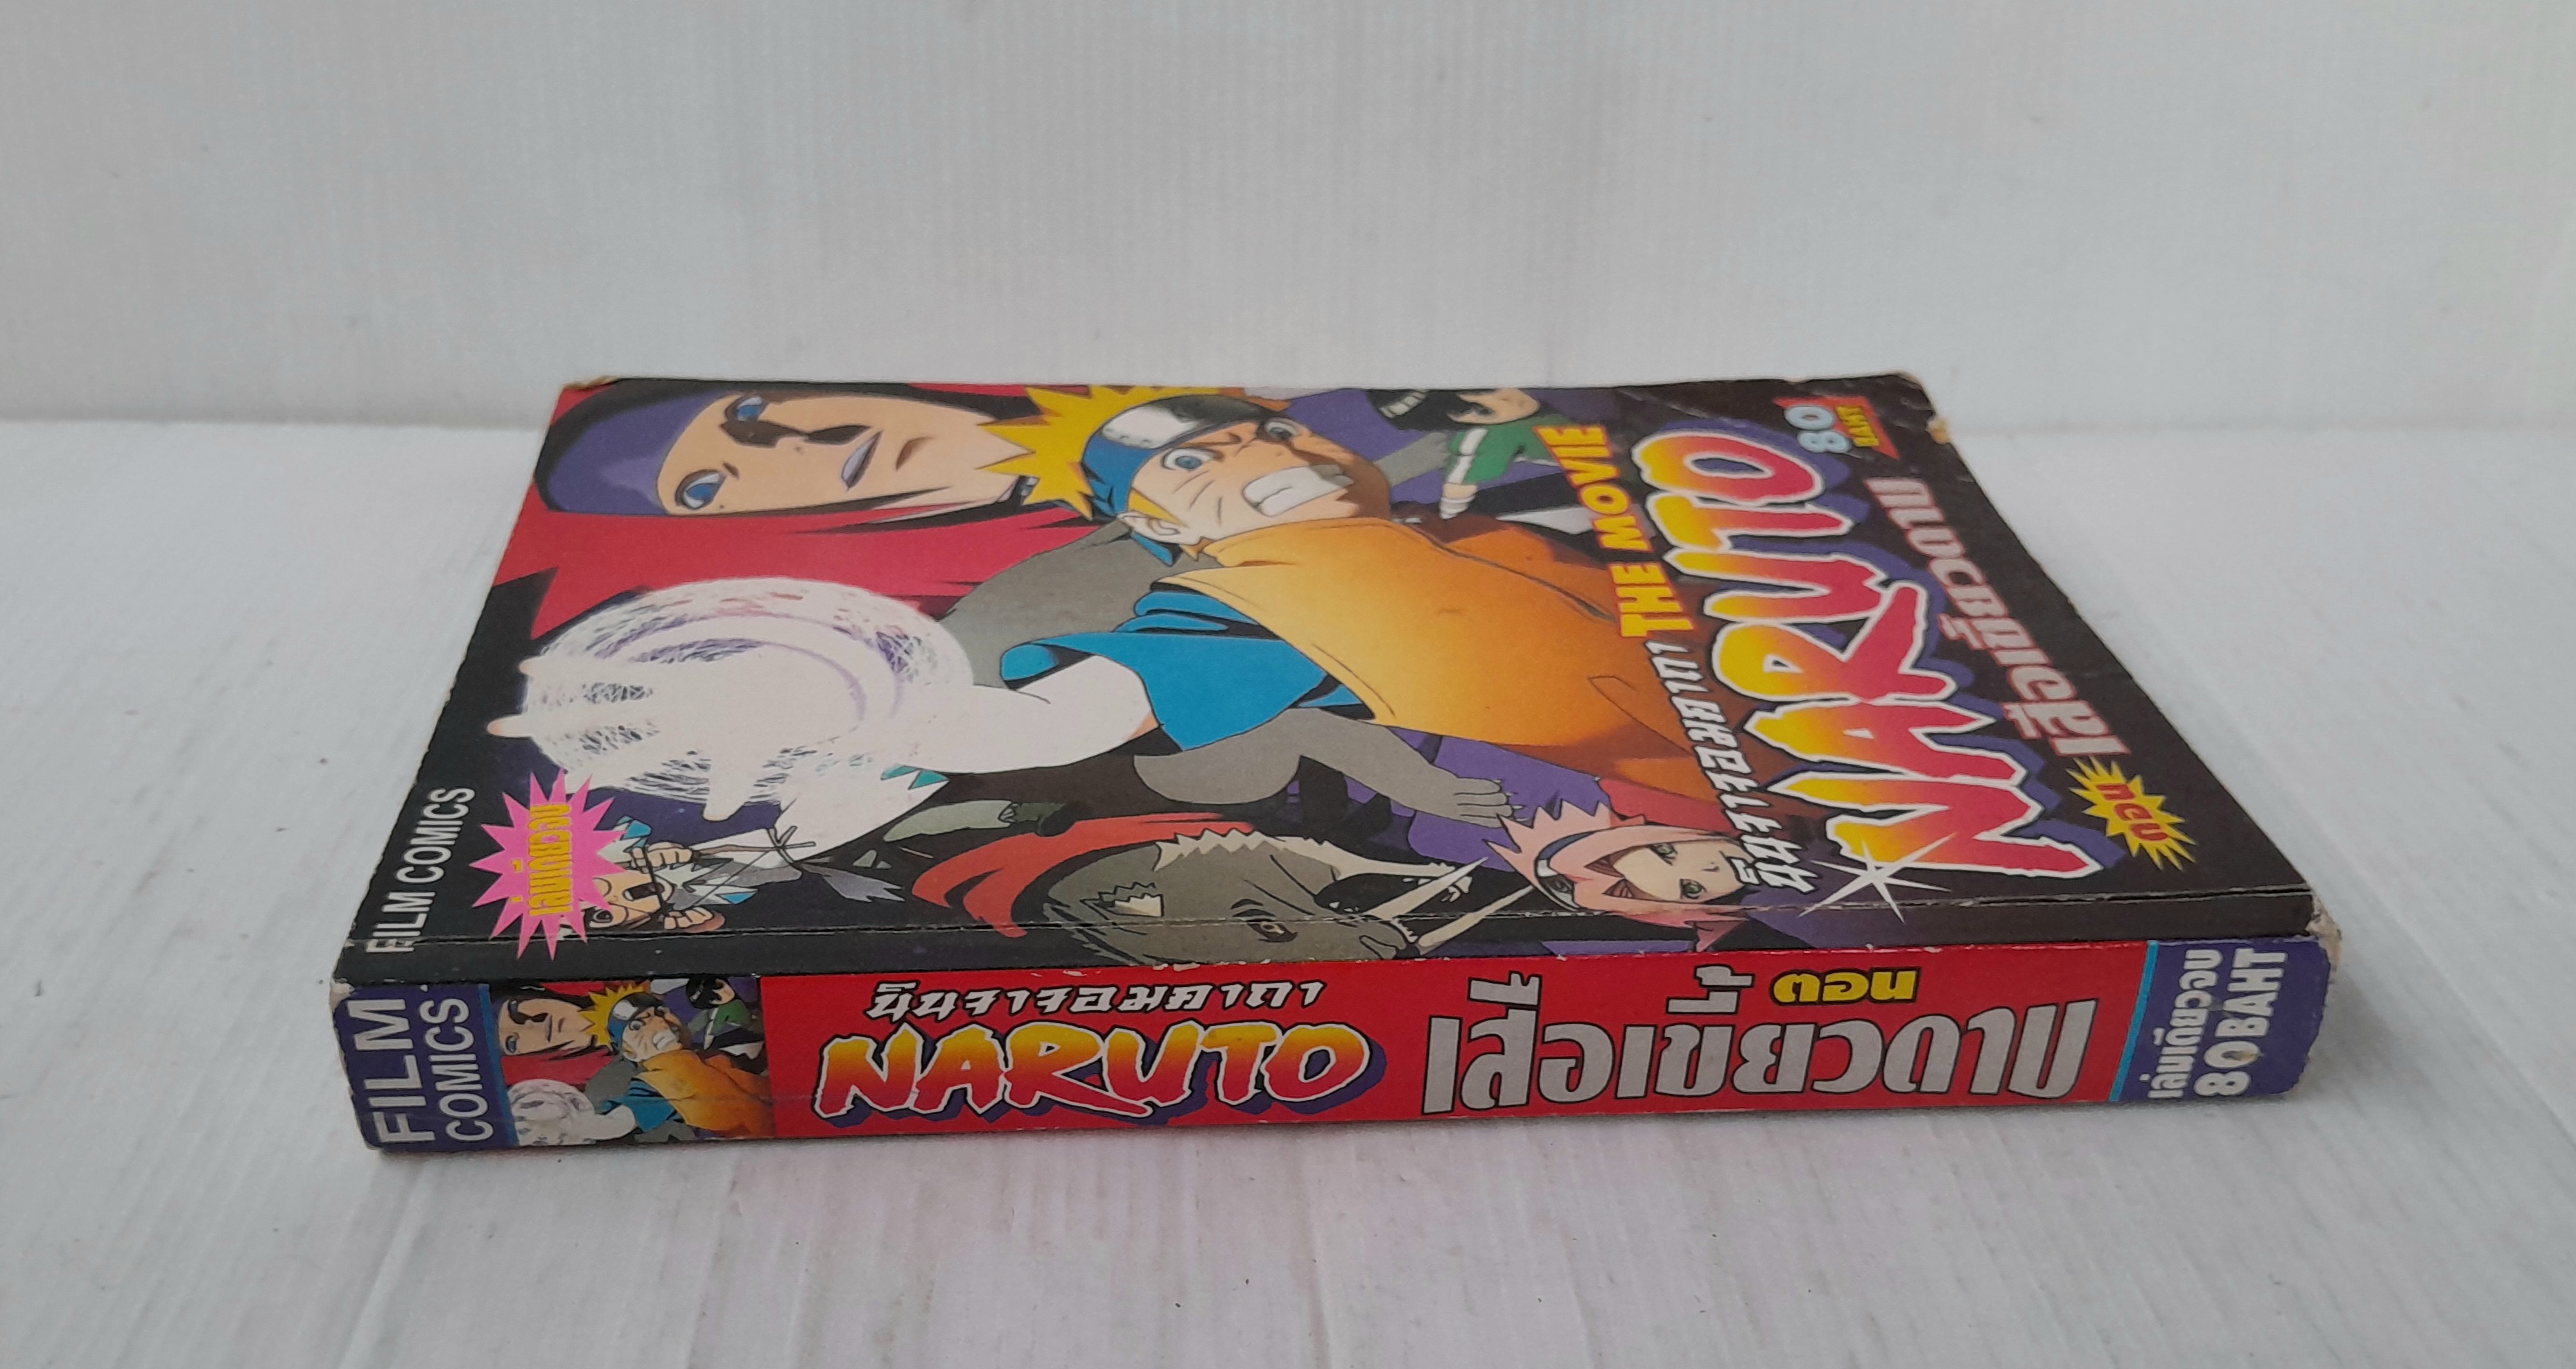 FILM COMICS
เล่มเดียวจบ
นินจาจอมคาถา THE MOVIE
NARUTO
80
BAHT
ตอน เสือเขี้ยวดาบ
FILM
COMICS
นินจาจอมคาถา
NARUTO
ตอน
เสือเขี้ยวดาบ
เล่มเดียวจบ
80 BAHT